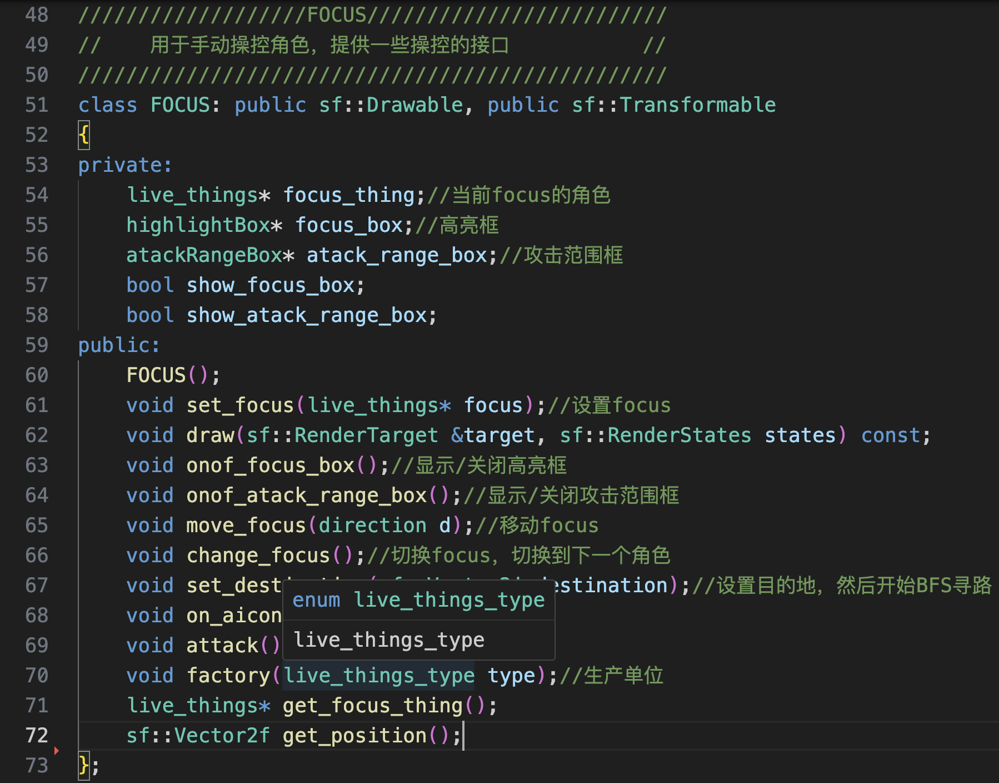 48 ///////////////////FOCUS/////////////////////////
49 //    用于手动操控角色，提供一些操控的接口           //
50 /////////////////////////////////////////////////
51 class FOCUS: public sf::Drawable, public sf::Transformable
52 {
53 private:
54     live_things* focus_thing;//当前focus的角色
55     highlightBox* focus_box;//高亮框
56     atackRangeBox* atack_range_box;//攻击范围框
57     bool show_focus_box;
58     bool show_atack_range_box;
59 public:
60     FOCUS();
61     void set_focus(live_things* focus);//设置focus
62     void draw(sf::RenderTarget &target, sf::RenderStates states) const;
63     void onof_focus_box();//显示/关闭高亮框
64     void onof_atack_range_box();//显示/关闭攻击范围框
65     void move_focus(direction d);//移动focus
66     void change_focus();//切换focus，切换到下一个角色
67     void set_dest estination);//设置目的地，然后开始BFS寻路
enum live_things_type
68     void on_aicon
live_things_type
69     void attack()
70     void factory(live_things_type type);//生产单位
71     live_things* get_focus_thing();
72     sf::Vector2f get_position();
73 };